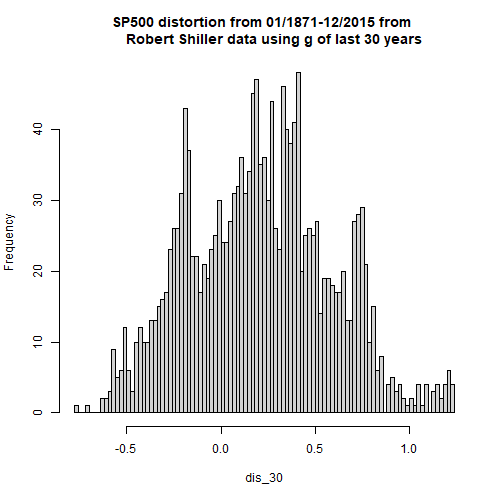 SP500 distortion from 01/1871-12/2015 from
Robert Shiller data using g of last 30 years
Frequency
40
30
20
10
0
-0.5 0.0 0.5 1.0
dis_30